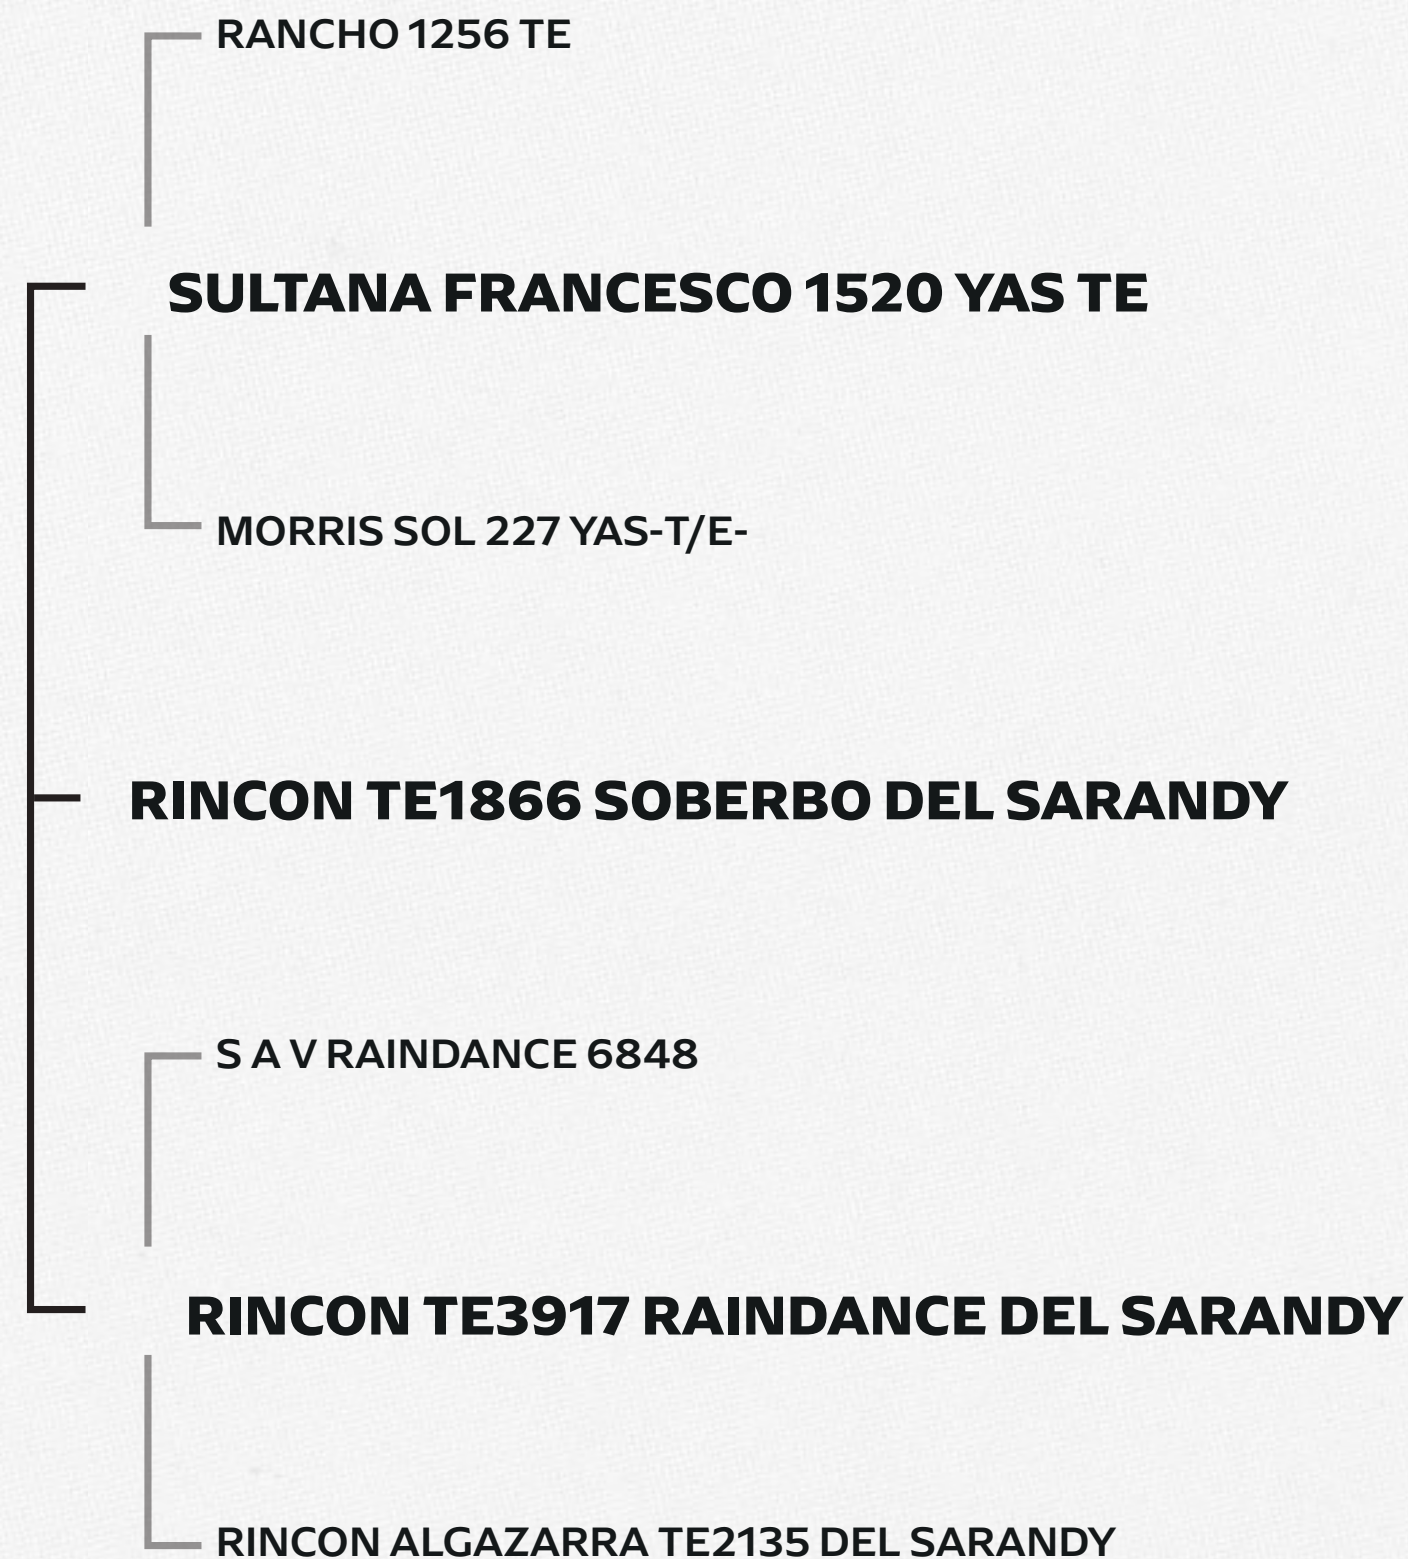 RANCHO 1256 TE
SULTANA FRANCESCO 1520 YAS TE
MORRIS SOL 227 YAS-T/E-
RINCON TE1866 SOBERBO DEL SARANDY
S A V RAINDANCE 6848
RINCON TE3917 RAINDANCE DEL SARANDY
RINCON ALGAZARRA TE2135 DEL SARANDY